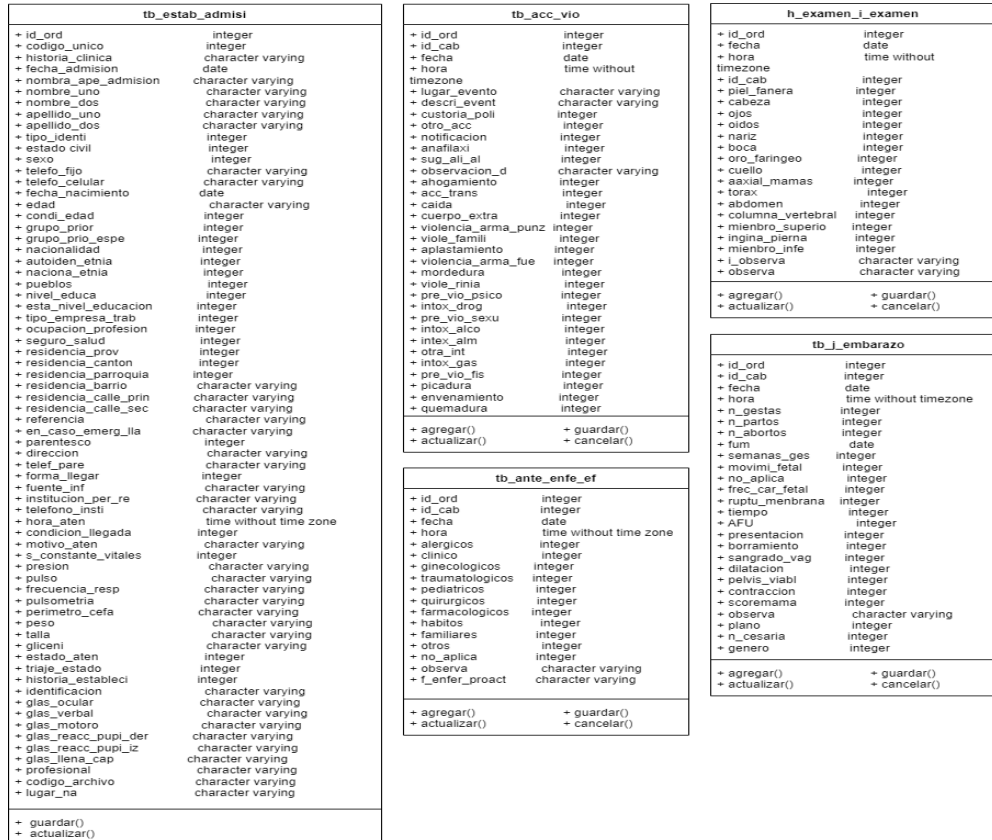 tb_estab_admisi
+ id_ord integer
+ codigo_unico integer
+ historia_clinica character varying
+ fecha_admision date
+ nombra_ape_admision character varying
+ nombre_uno character varying
+ nombre_dos character varying
+ apellido_uno character varying
+ apellido_dos character varying
+ tipo_identi integer
+ estado civil integer
+ sexo integer
+ telefo_fijo character varying
+ telefo_celular character varying
+ fecha_nacimiento date
+ edad character varying
+ condi_edad integer
+ grupo_prior integer
+ grupo_prio_espe integer
+ nacionalidad integer
+ autoiden_etnia integer
+ naciona_etnia integer
+ pueblos integer
+ nivel_educa integer
+ esta_nivel_educacion integer
+ tipo_empresa_trab integer
+ ocupacion_profesion integer
+ seguro_salud integer
+ residencia_prov integer
+ residencia_canton integer
+ residencia_parroquia integer
+ residencia_barrio character varying
+ residencia_calle_prin character varying
+ residencia_calle_sec character varying
+ referencia character varying
+ en_caso_emerg_lla character varying
+ parentesco integer
+ direccion character varying
+ telef_pare character varying
+ forma_llegar integer
+ fuente_inf character varying
+ institucion_per_re character varying
+ telefono_insti character varying
+ hora_aten time without time zone
+ condicion_llegada integer
+ motivo_aten character varying
+ s_constante_vitales integer
+ presion character varying
+ pulso character varying
+ frecuencia_resp character varying
+ pulsometria character varying
+ perimetro_cefa character varying
+ peso character varying
+ talla character varying
+ gliceni character varying
+ estado_aten integer
+ triaje_estado integer
+ historia_estableci integer
+ identificacion character varying
+ glas_ocular character varying
+ glas_verbal character varying
+ glas_motoro character varying
+ glas_reacc_pupi_der character varying
+ glas_reacc_pupi_iz character varying
+ glas_llena_cap character varying
+ profesional character varying
+ codigo_archivo character varying
+ lugar_na character varying
+ guardar()
+ actualizar()
tb_acc_vio
+ id_ord integer
+ id_cab integer
+ fecha date
+ hora time without
timezone
+ lugar_evento character varying
+ descri_event character varying
+ custoria_poli integer
+ otro_acc integer
+ notificacion integer
+ anafilaxi integer
+ sug_ali_al integer
+ observacion_d character varying
+ ahogamiento integer
+ acc_trans integer
+ caida integer
+ cuerpo_extra integer
+ violencia_arma_punz integer
+ viole_famili integer
+ aplastamiento integer
+ violencia_arma_fue integer
+ mordedura integer
+ viole_rinia integer
+ pre_vio_psico integer
+ intox_drog integer
+ pre_vio_sexu integer
+ intox_alco integer
+ intex_alm integer
+ otra_int integer
+ intox_gas integer
+ pre_vio_fis integer
+ picadura integer
+ envenamiento integer
+ quemadura integer
+ agregar() + guardar()
+ actualizar() + cancelar()
tb_ante_enfe_ef
+ id_ord integer
+ id_cab integer
+ fecha date
+ hora time without time zone
+ alergicos integer
+ clinico integer
+ ginecologicos integer
+ traumatologicos integer
+ pediatricos integer
+ quirurgicos integer
+ farmacologicos integer
+ habitos integer
+ familiares integer
+ otros integer
+ no_aplica integer
+ observa character varying
+ f_enfer_proact character varying
+ agregar() + guardar()
+ actualizar() + cancelar()
h_examen_i_examen
+ id_ord integer
+ fecha date
+ hora time without
timezone
+ id_cab integer
+ piel_fanera integer
+ cabeza integer
+ ojos integer
+ oidos integer
+ nariz integer
+ boca integer
+ oro_faringeo integer
+ cuello integer
+ aaxial_mamas integer
+ torax integer
+ abdomen integer
+ columna_vertebral integer
+ mienbro_superio integer
+ ingina_pierna integer
+ mienbro_infe integer
+ i_observa character varying
+ observa character varying
+ agregar() + guardar()
+ actualizar() + cancelar()
tb_j_embarazo
+ id_ord integer
+ id_cab integer
+ fecha date
+ hora time without timezone
+ n_gestas integer
+ n_partos integer
+ n_abortos integer
+ fum date
+ semanas_ges integer
+ movimi_fetal integer
+ no_aplica integer
+ frec_car_fetal integer
+ ruptu_menbrana integer
+ tiempo integer
+ AFU integer
+ presentacion integer
+ borramiento integer
+ sangrado_vag integer
+ dilatacion integer
+ pelvis_viabl integer
+ contraccion integer
+ scoremama integer
+ observa character varying
+ plano integer
+ n_cesaria integer
+ genero integer
+ agregar() + guardar()
+ actualizar() + cancelar()